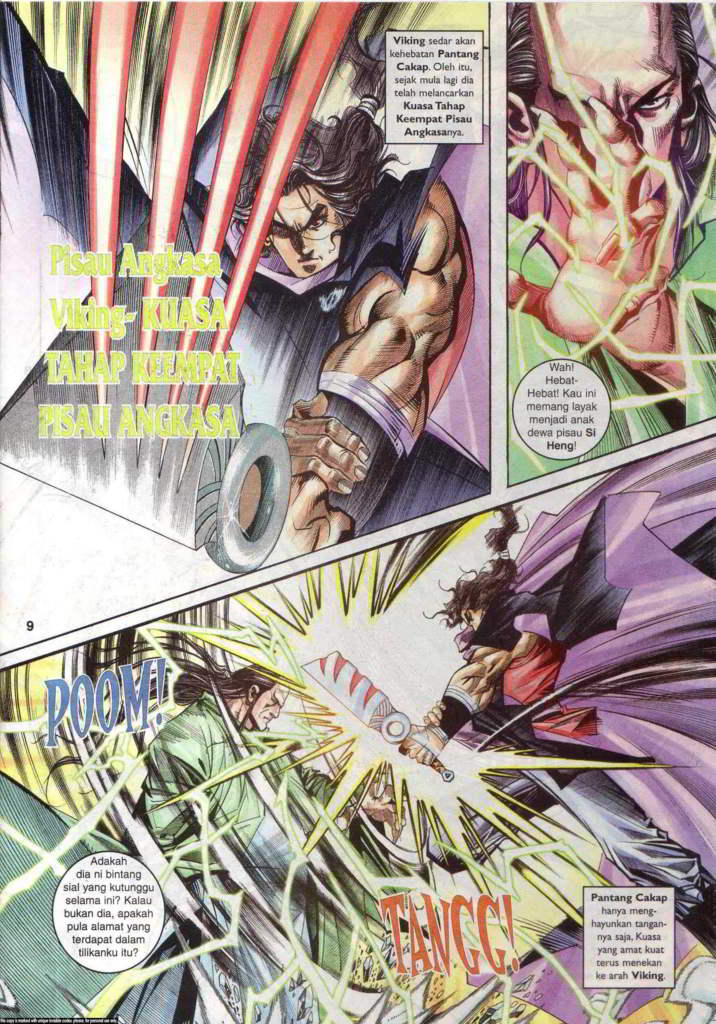 Viking sedar akan
kehebatan Pantang
Cakap. Oleh itu,
sejak mula lagi dia
telah melancarkan
Kuasa Tahap
Keempat Pisau
Angkasanya.
Pisau Angkasa
Viking- KUASA
TAHAP KEEMPAT
PISAU ANGKASA
Wah!
Hebat-
Hebat! Kau ini
memang layak
menjadi anak
dewa pisau Si
Heng!
9
POOM!
Adakah
dia ni bintang
sial yang kutunggu
selama ini? Kalau
bukan dia, apakah
pula alamat yang
terdapat dalam
tilikanku itu?
TANGG!
Pantang Cakap
hanya meng-
hayunkan tangan-
nya saja, Kuasa
yang amat kuat
terus menekan
ke arah Viking.